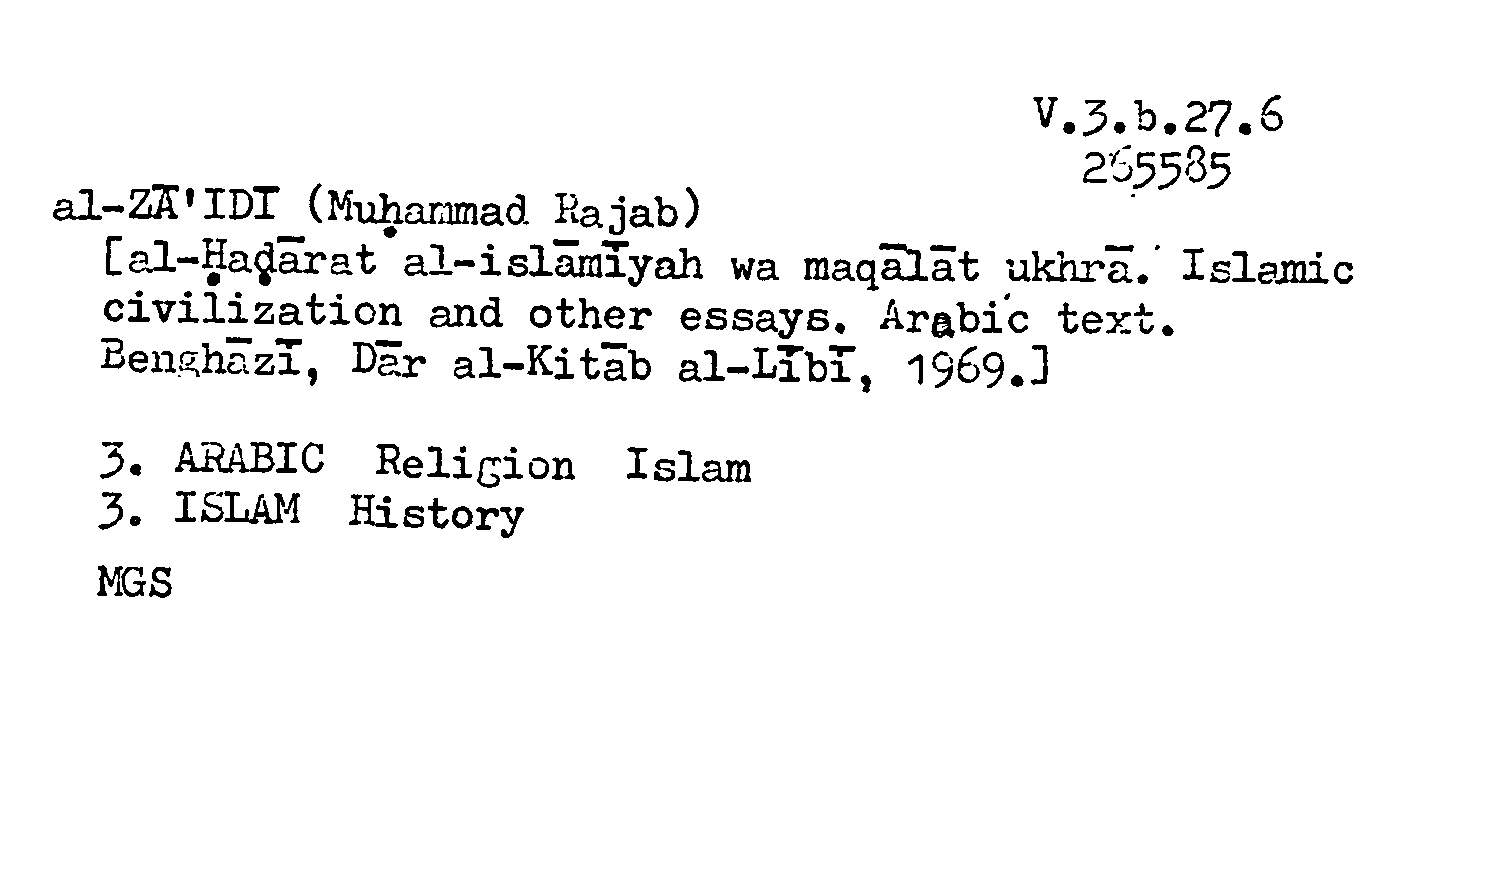 V.3.b.27.6
265585
al-ZĀ'IDĪ (Muḥammad Rajab)
[al-Ḥaḍārat al-islāmīyah wa maqālāt ukhrā. Islamic
civilization and other essays. Arabic text.
Benghāzī, Dār al-Kitāb al-Lībī, 1969.]
3. ARABIC Religion Islam
3. ISLAM History
MGS